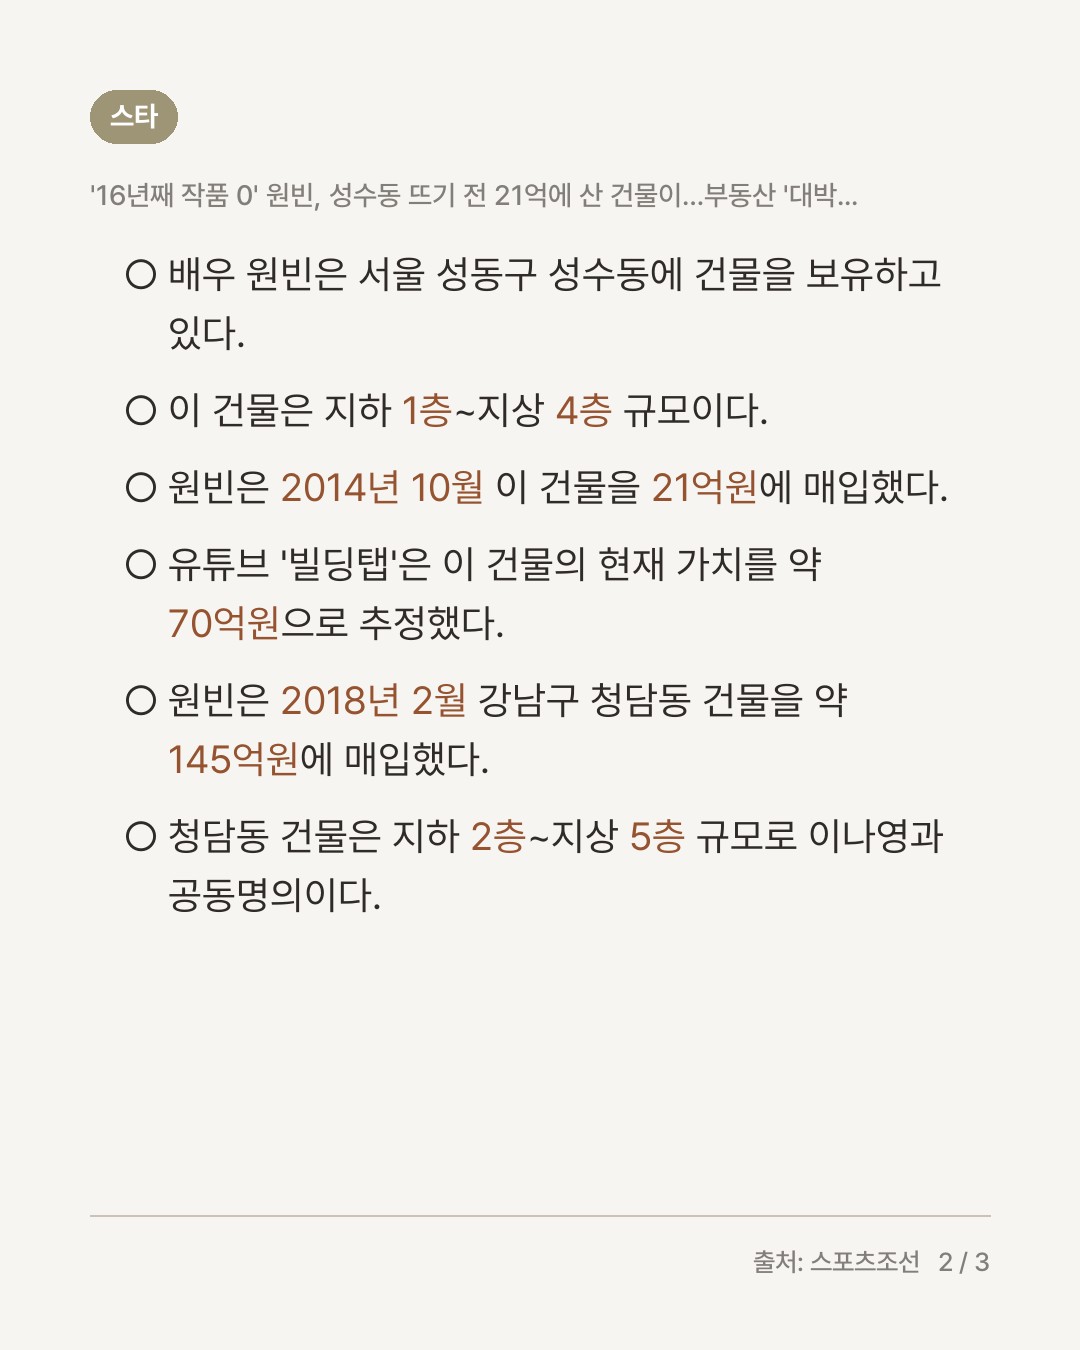 스타
'16년째 작품 0' 원빈, 성수동 뜨기 전 21억에 산 건물이...부동산 '대박...
○ 배우 원빈은 서울 성동구 성수동에 건물을 보유하고
있다.
○ 이 건물은 지하 1층~지상 4층 규모이다.
○ 원빈은 2014년 10월 이 건물을 21억원에 매입했다.
○ 유튜브 '빌딩탭'은 이 건물의 현재 가치를 약
70억원으로 추정했다.
○ 원빈은 2018년 2월 강남구 청담동 건물을 약
145억원에 매입했다.
○ 청담동 건물은 지하 2층~지상 5층 규모로 이나영과
공동명의이다.
출처: 스포츠조선 2 / 3